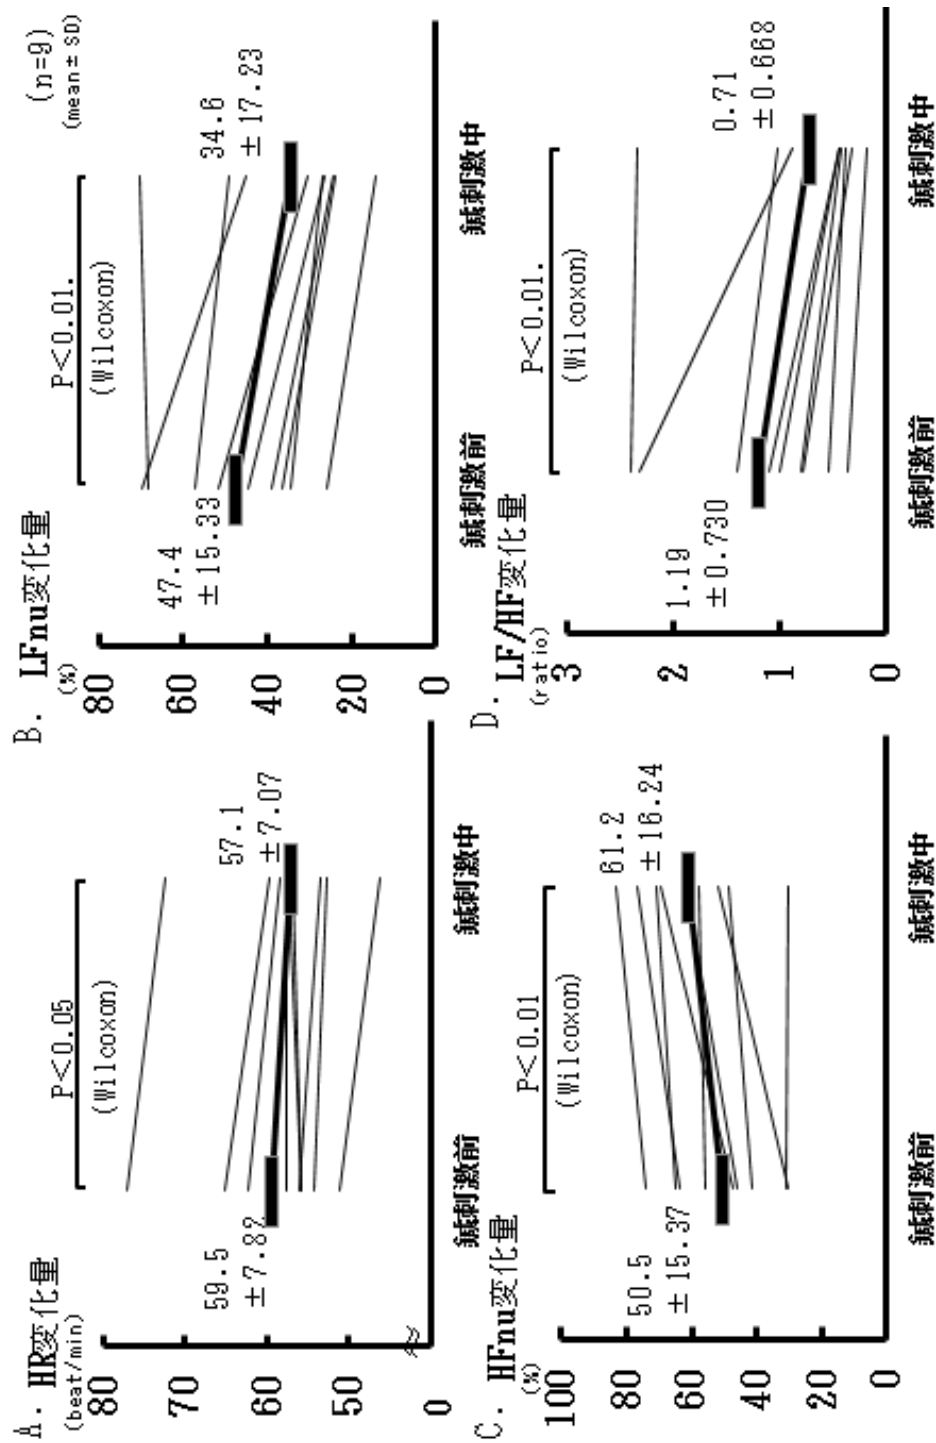 A. HR変化量
(beat/min)
80
70
60
50
0
P<0.05
(Wilcoxon)
59.5
±7.82
57.1
±7.07
鍼刺激前
鍼刺激中
B. LFnu変化量
(%)
80
60
40
20
0
P<0.01.
(Wilcoxon)
(n=9)
(mean± SD)
47.4
±15.33
34.6
±17.23
鍼刺激前
鍼刺激中
C. HFnu変化量
(%)
100
80
60
40
20
0
P<0.01
(Wilcoxon)
50.5
±15.37
61.2
±16.24
鍼刺激前
鍼刺激中
D. LF/HF変化量
(ratio)
3
2
1
0
P<0.01.
(Wilcoxon)
1.19
±0.730
0.71
±0.668
鍼刺激前
鍼刺激中